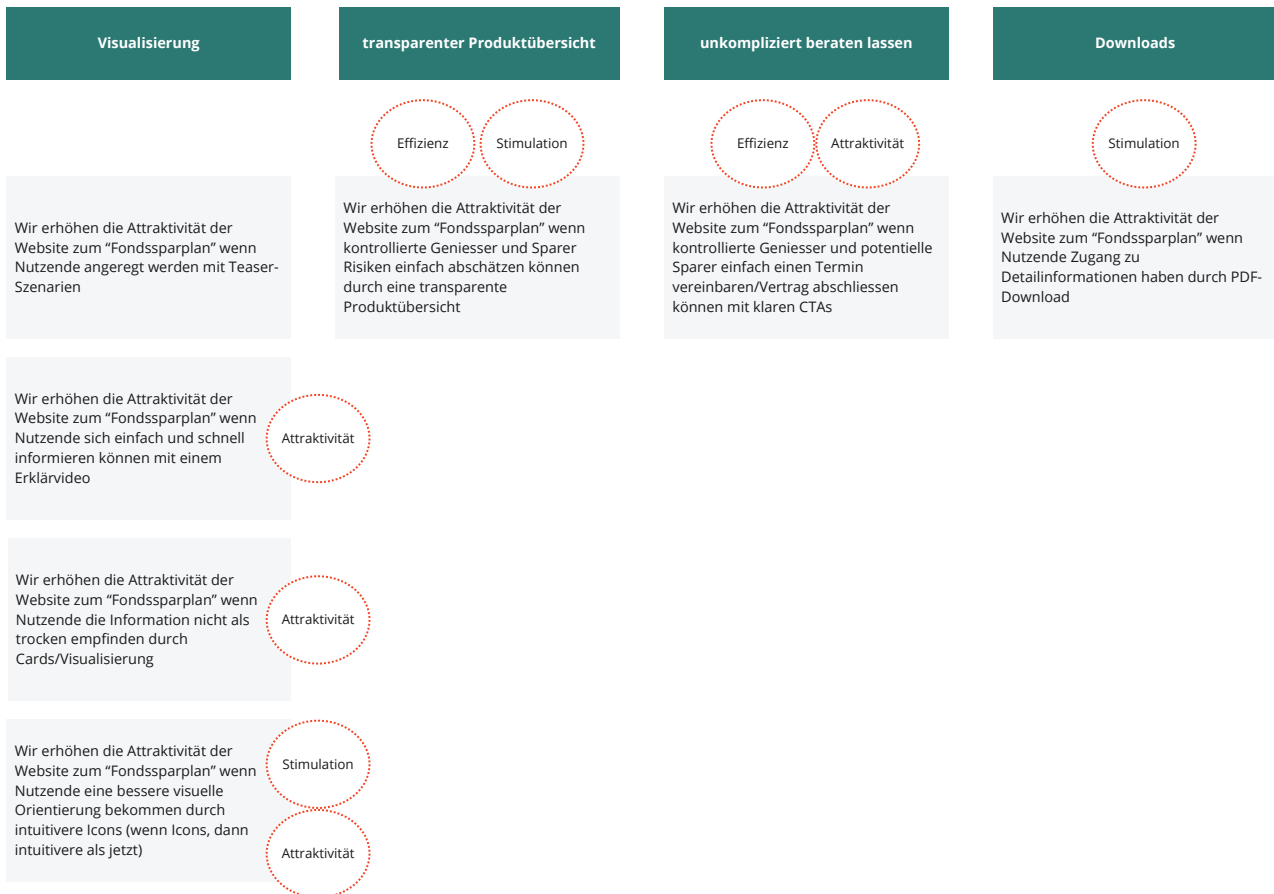 Visualisierung
transparenter Produktübersicht
unkompliziert beraten lassen
Downloads
Effizienz
Stimulation
Effizienz
Attraktivität
Stimulation
Wir erhöhen die Attraktivität der
Website zum “Fondssparplan” wenn
Nutzende angeregt werden mit Teaser-
Szenarien
Wir erhöhen die Attraktivität der
Website zum “Fondssparplan” wenn
kontrollierte Geniesser und Sparer
Risiken einfach abschätzen können
durch eine transparente
Produktübersicht
Wir erhöhen die Attraktivität der
Website zum “Fondssparplan” wenn
kontrollierte Geniesser und potentielle
Sparer einfach einen Termin
vereinbaren/Vertrag abschliessen
können mit klaren CTAs
Wir erhöhen die Attraktivität der
Website zum “Fondssparplan” wenn
Nutzende Zugang zu
Detailinformationen haben durch PDF-
Download
Wir erhöhen die Attraktivität der
Website zum “Fondssparplan” wenn
Nutzende sich einfach und schnell
informieren können mit einem
Erklärvideo
Attraktivität
Wir erhöhen die Attraktivität der
Website zum “Fondssparplan” wenn
Nutzende die Information nicht als
trocken empfinden durch
Cards/Visualisierung
Attraktivität
Wir erhöhen die Attraktivität der
Website zum “Fondssparplan” wenn
Nutzende eine bessere visuelle
Orientierung bekommen durch
intuitivere Icons (wenn Icons, dann
intuitivere als jetzt)
Stimulation
Attraktivität